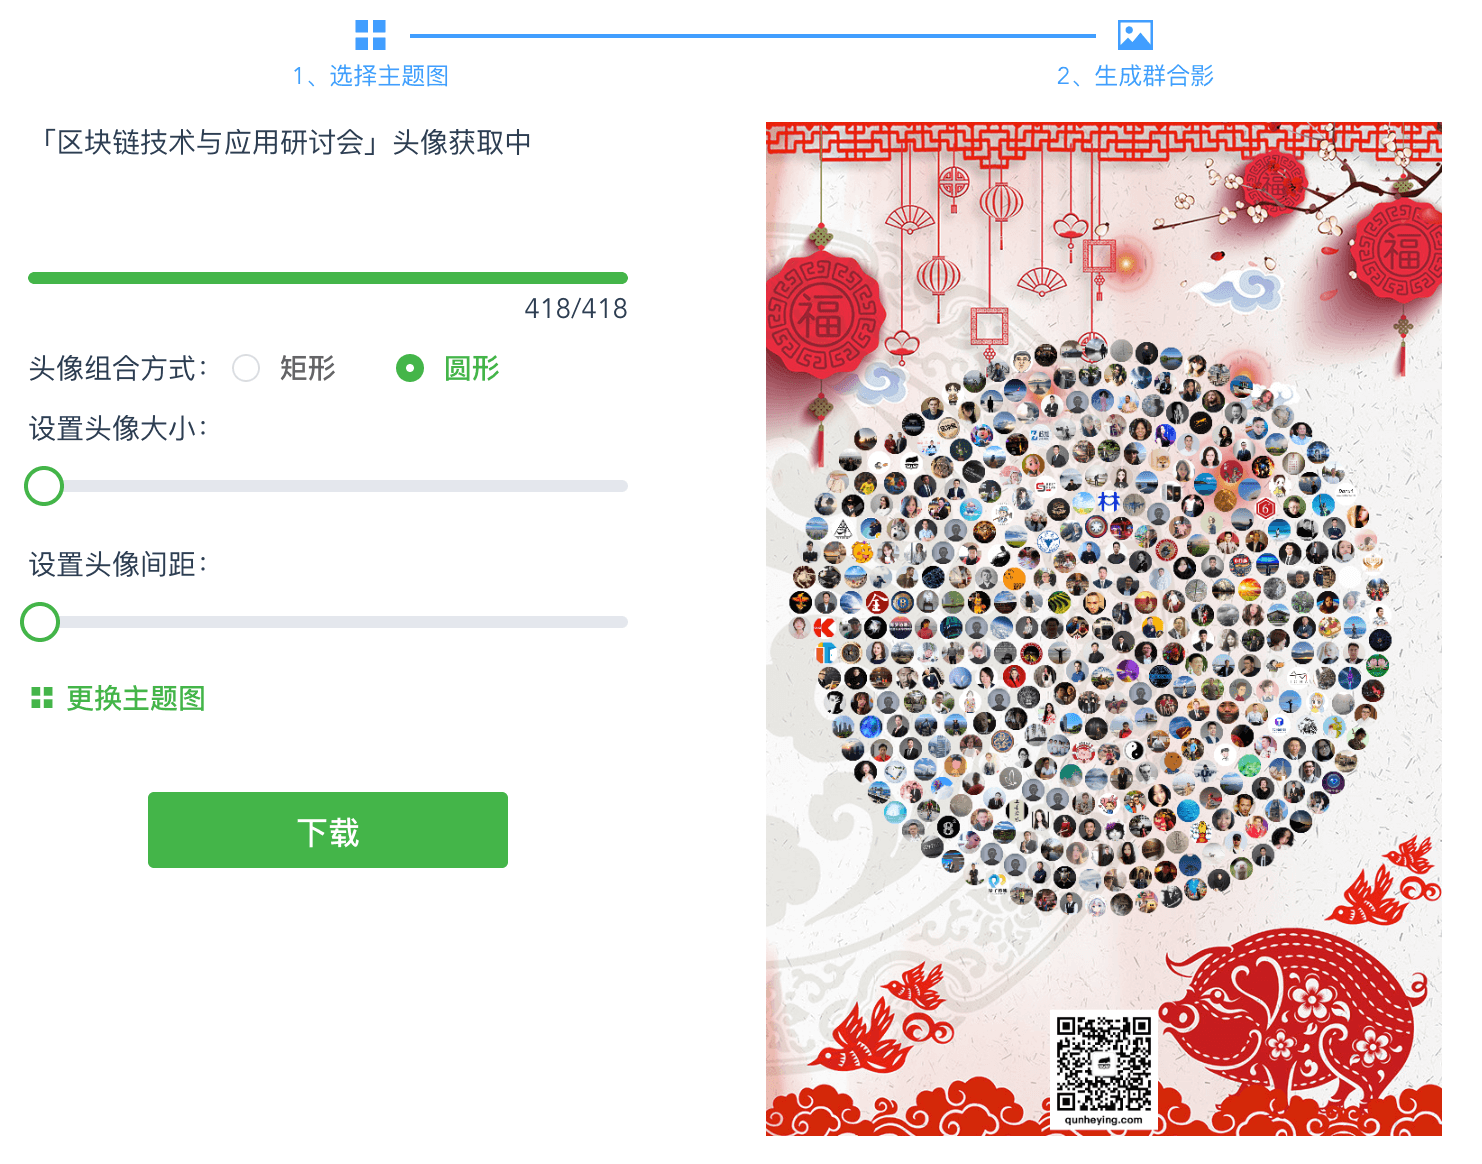 1、选择主题图
2、生成群合影
「区块链技术与应用研讨会」头像获取中
418/418
头像组合方式：
矩形
圆形
设置头像大小：
设置头像间距：
更换主题图
下载
福
福
福
qunheying.com